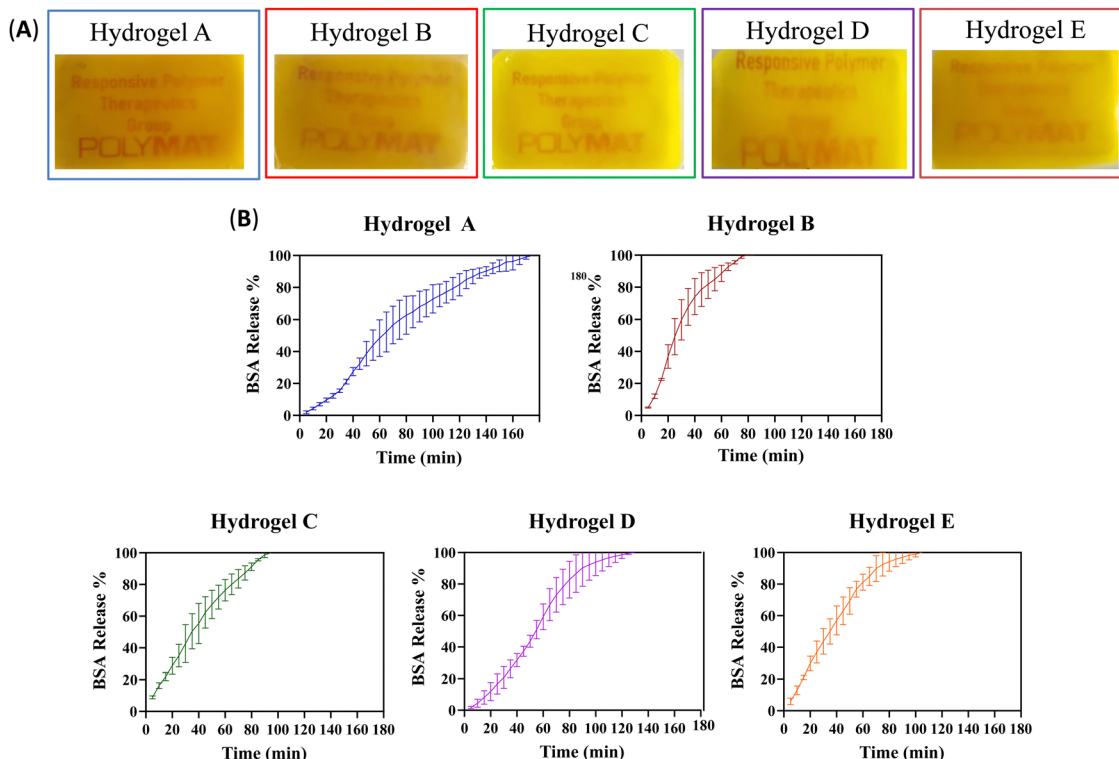 (A)
Hydrogel A
Hydrogel B
Hydrogel C
Hydrogel D
Hydrogel E
Responsive Polymer
Therapeutics
Group
POLYMAT
Responsive Polymer
Therapeutics
Group
POLYMAT
Responsive Polymer
Therapeutics
Group
POLYMAT
Responsive Polymer
Therapeutics
Group
POLYMAT
Responsive Polymer
Therapeutics
POLYMAT
(B)
Hydrogel A
BSA Release %
100
80
60
40
20
0
0 20 40 60 80 100 120 140 160
Time (min)
Hydrogel B
180
BSA Release %
100
80
60
40
20
0
0 20 40 60 80 100 120 140 160 180
Time (min)
Hydrogel C
BSA Release %
100
80
60
40
20
0
0 20 40 60 80 100 120 140 160 180
Time (min)
Hydrogel D
BSA Release %
100
80
60
40
20
0
0 20 40 60 80 100 120 140 160 182
Time (min)
Hydrogel E
BSA Release %
100
80
60
40
20
0
0 20 40 60 80 100 120 140 160 180
Time (min)